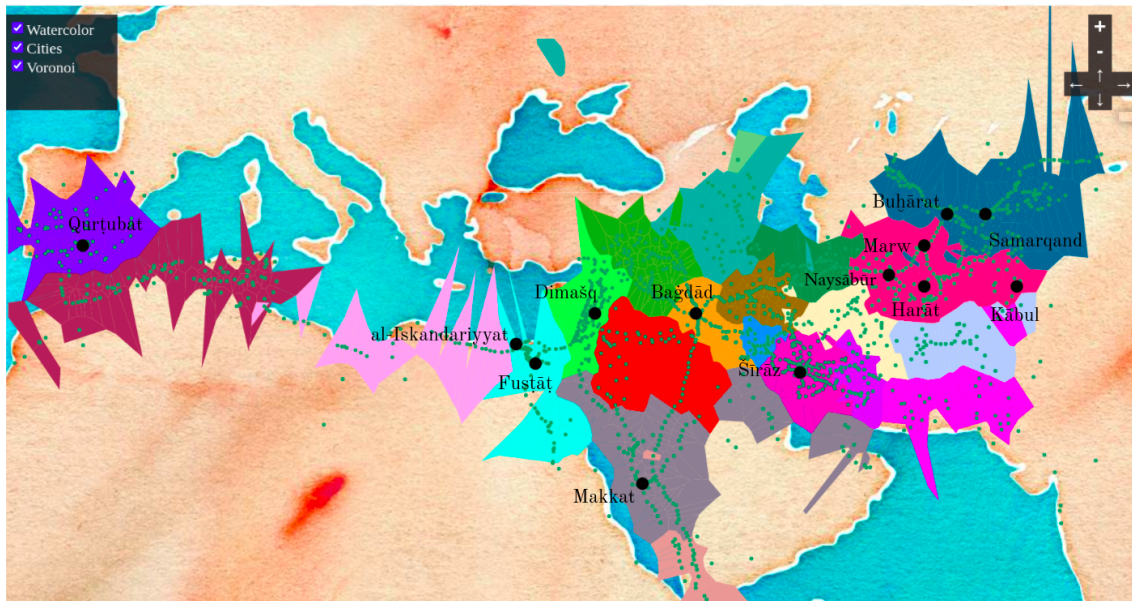 Watercolor
Cities
Voronoi
+
-
↑
← →
↓
Qurṭubaẗ
Buḫāraẗ
Samarqand
Marw
Naysābūr
Harāt
Kābul
Dimašq
Baġdād
al-Iskandariyyaẗ
Fusṭāṭ
Šīrāz
Makkaẗ